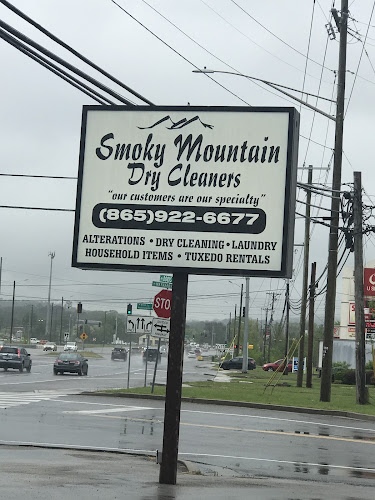 Smoky Mountain
Dry Cleaners
"our customers are our specialty"
(865)922-6677
ALTERATIONS • DRY CLEANING • LAUNDRY
HOUSEHOLD ITEMS • TUXEDO RENTALS
STOP